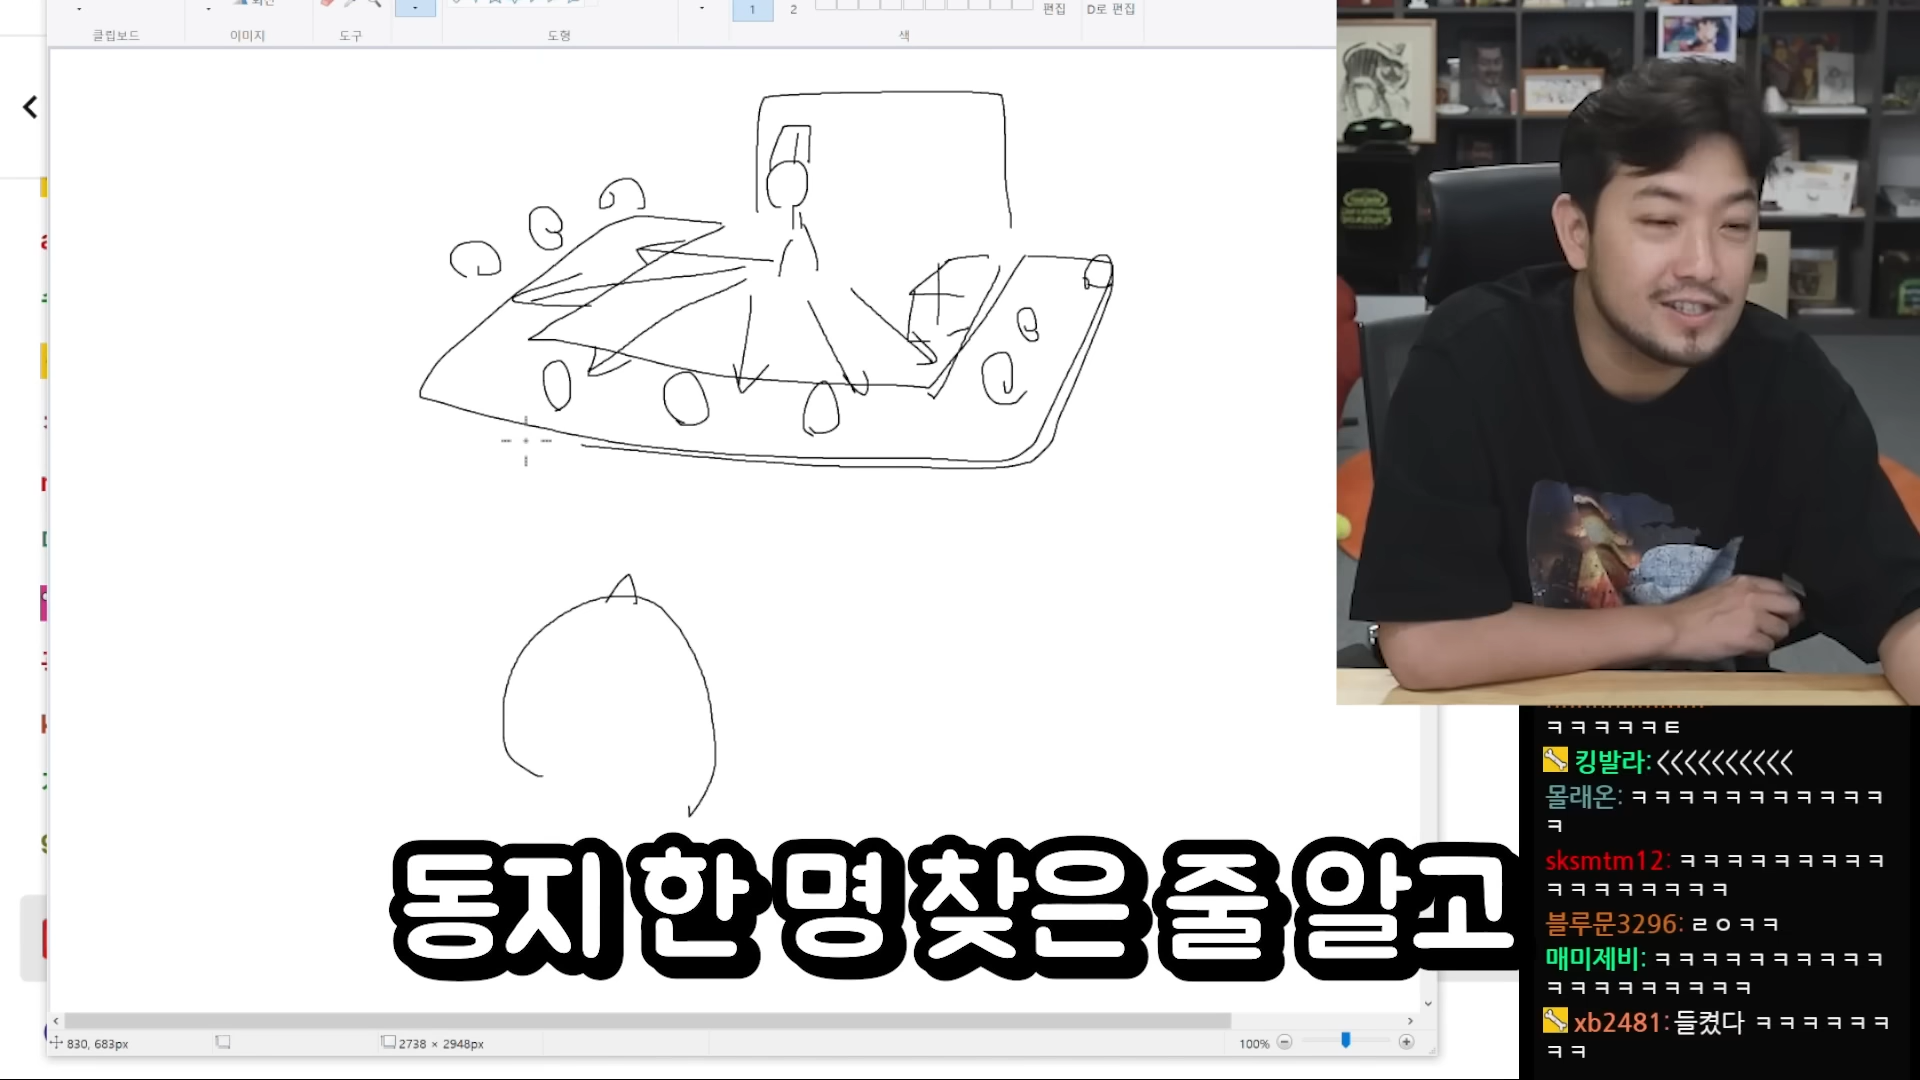 클립보드
이미지
도구
도형
1
2
색
편집
D로 편집
동지 한 명 찾은 줄 알고
ㅋㅋㅋㅋㅋㅌ
킹발라: 〈〈〈〈〈〈〈〈〈〈
몰래온: ㅋㅋㅋㅋㅋㅋㅋㅋㅋㅋㅋ
ㅋ
sksmtm12: ㅋㅋㅋㅋㅋㅋㅋㅋㅋ
ㅋㅋㅋㅋㅋㅋㅋㅋ
블루문3296: ㄹㅇㅋㅋ
매미제비: ㅋㅋㅋㅋㅋㅋㅋㅋㅋㅋ
ㅋㅋㅋㅋㅋㅋㅋㅋㅋ
xb2481: 들켰다 ㅋㅋㅋㅋㅋㅋ
ㅋㅋ
830, 683px
2738 × 2948px
100%